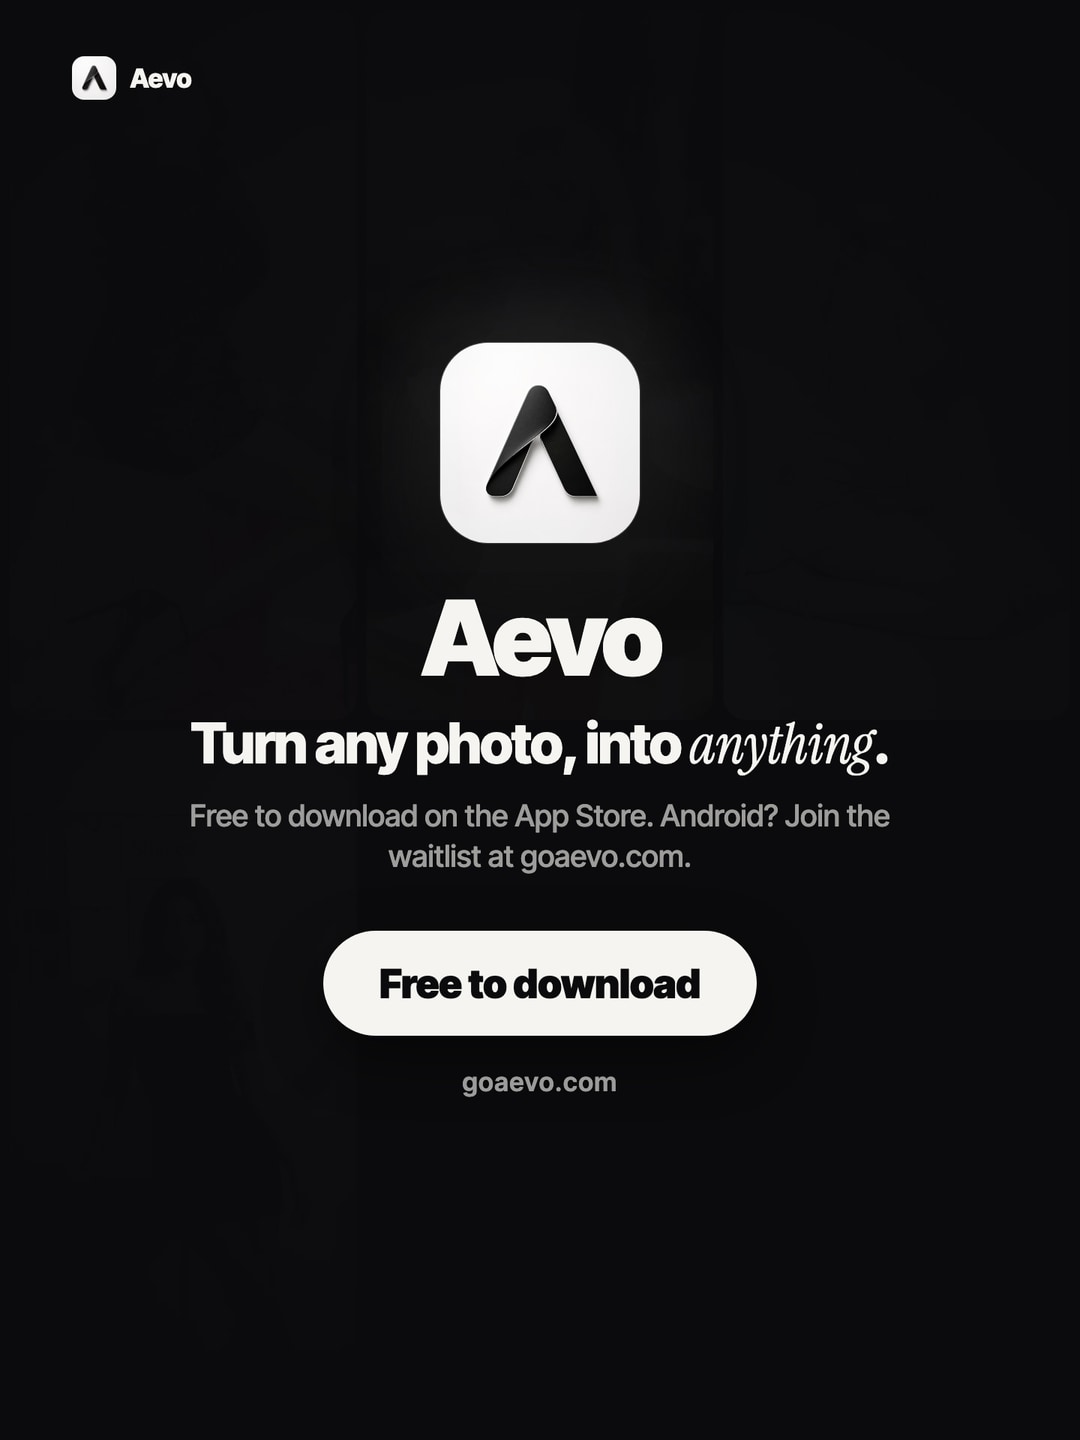 Aevo
Aevo
Turn any photo, into anything.
Free to download on the App Store. Android? Join the
waitlist at goaevo.com.
Free to download
goaevo.com